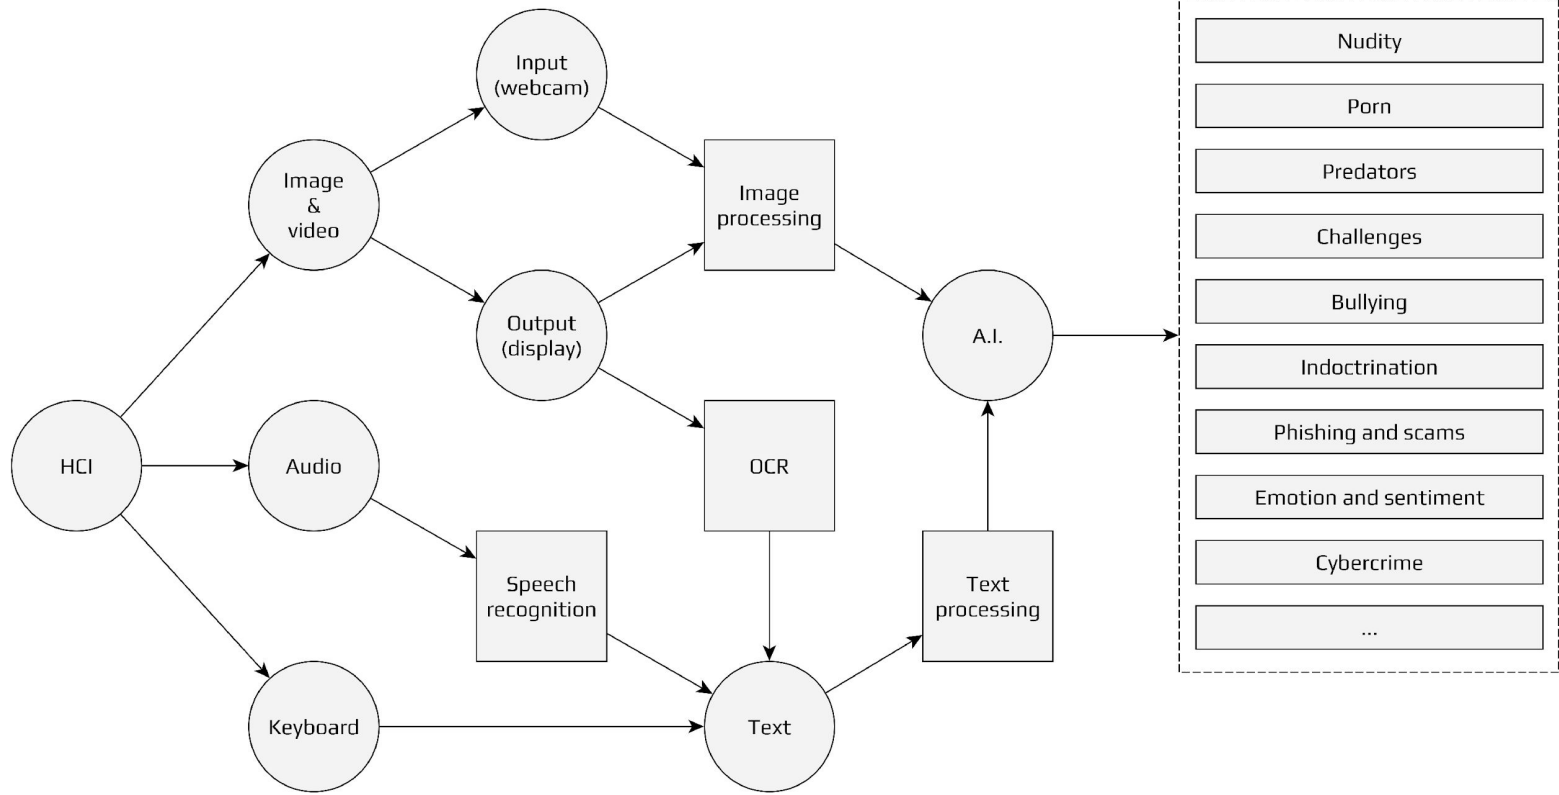 Input
(webcam)
Image
&
video
Image
processing
Output
(display)
A.I.
HCI
Audio
OCR
Speech
recognition
Text
processing
Keyboard
Text
Nudity
Porn
Predators
Challenges
Bullying
Indoctrination
Phishing and scams
Emotion and sentiment
Cybercrime
...